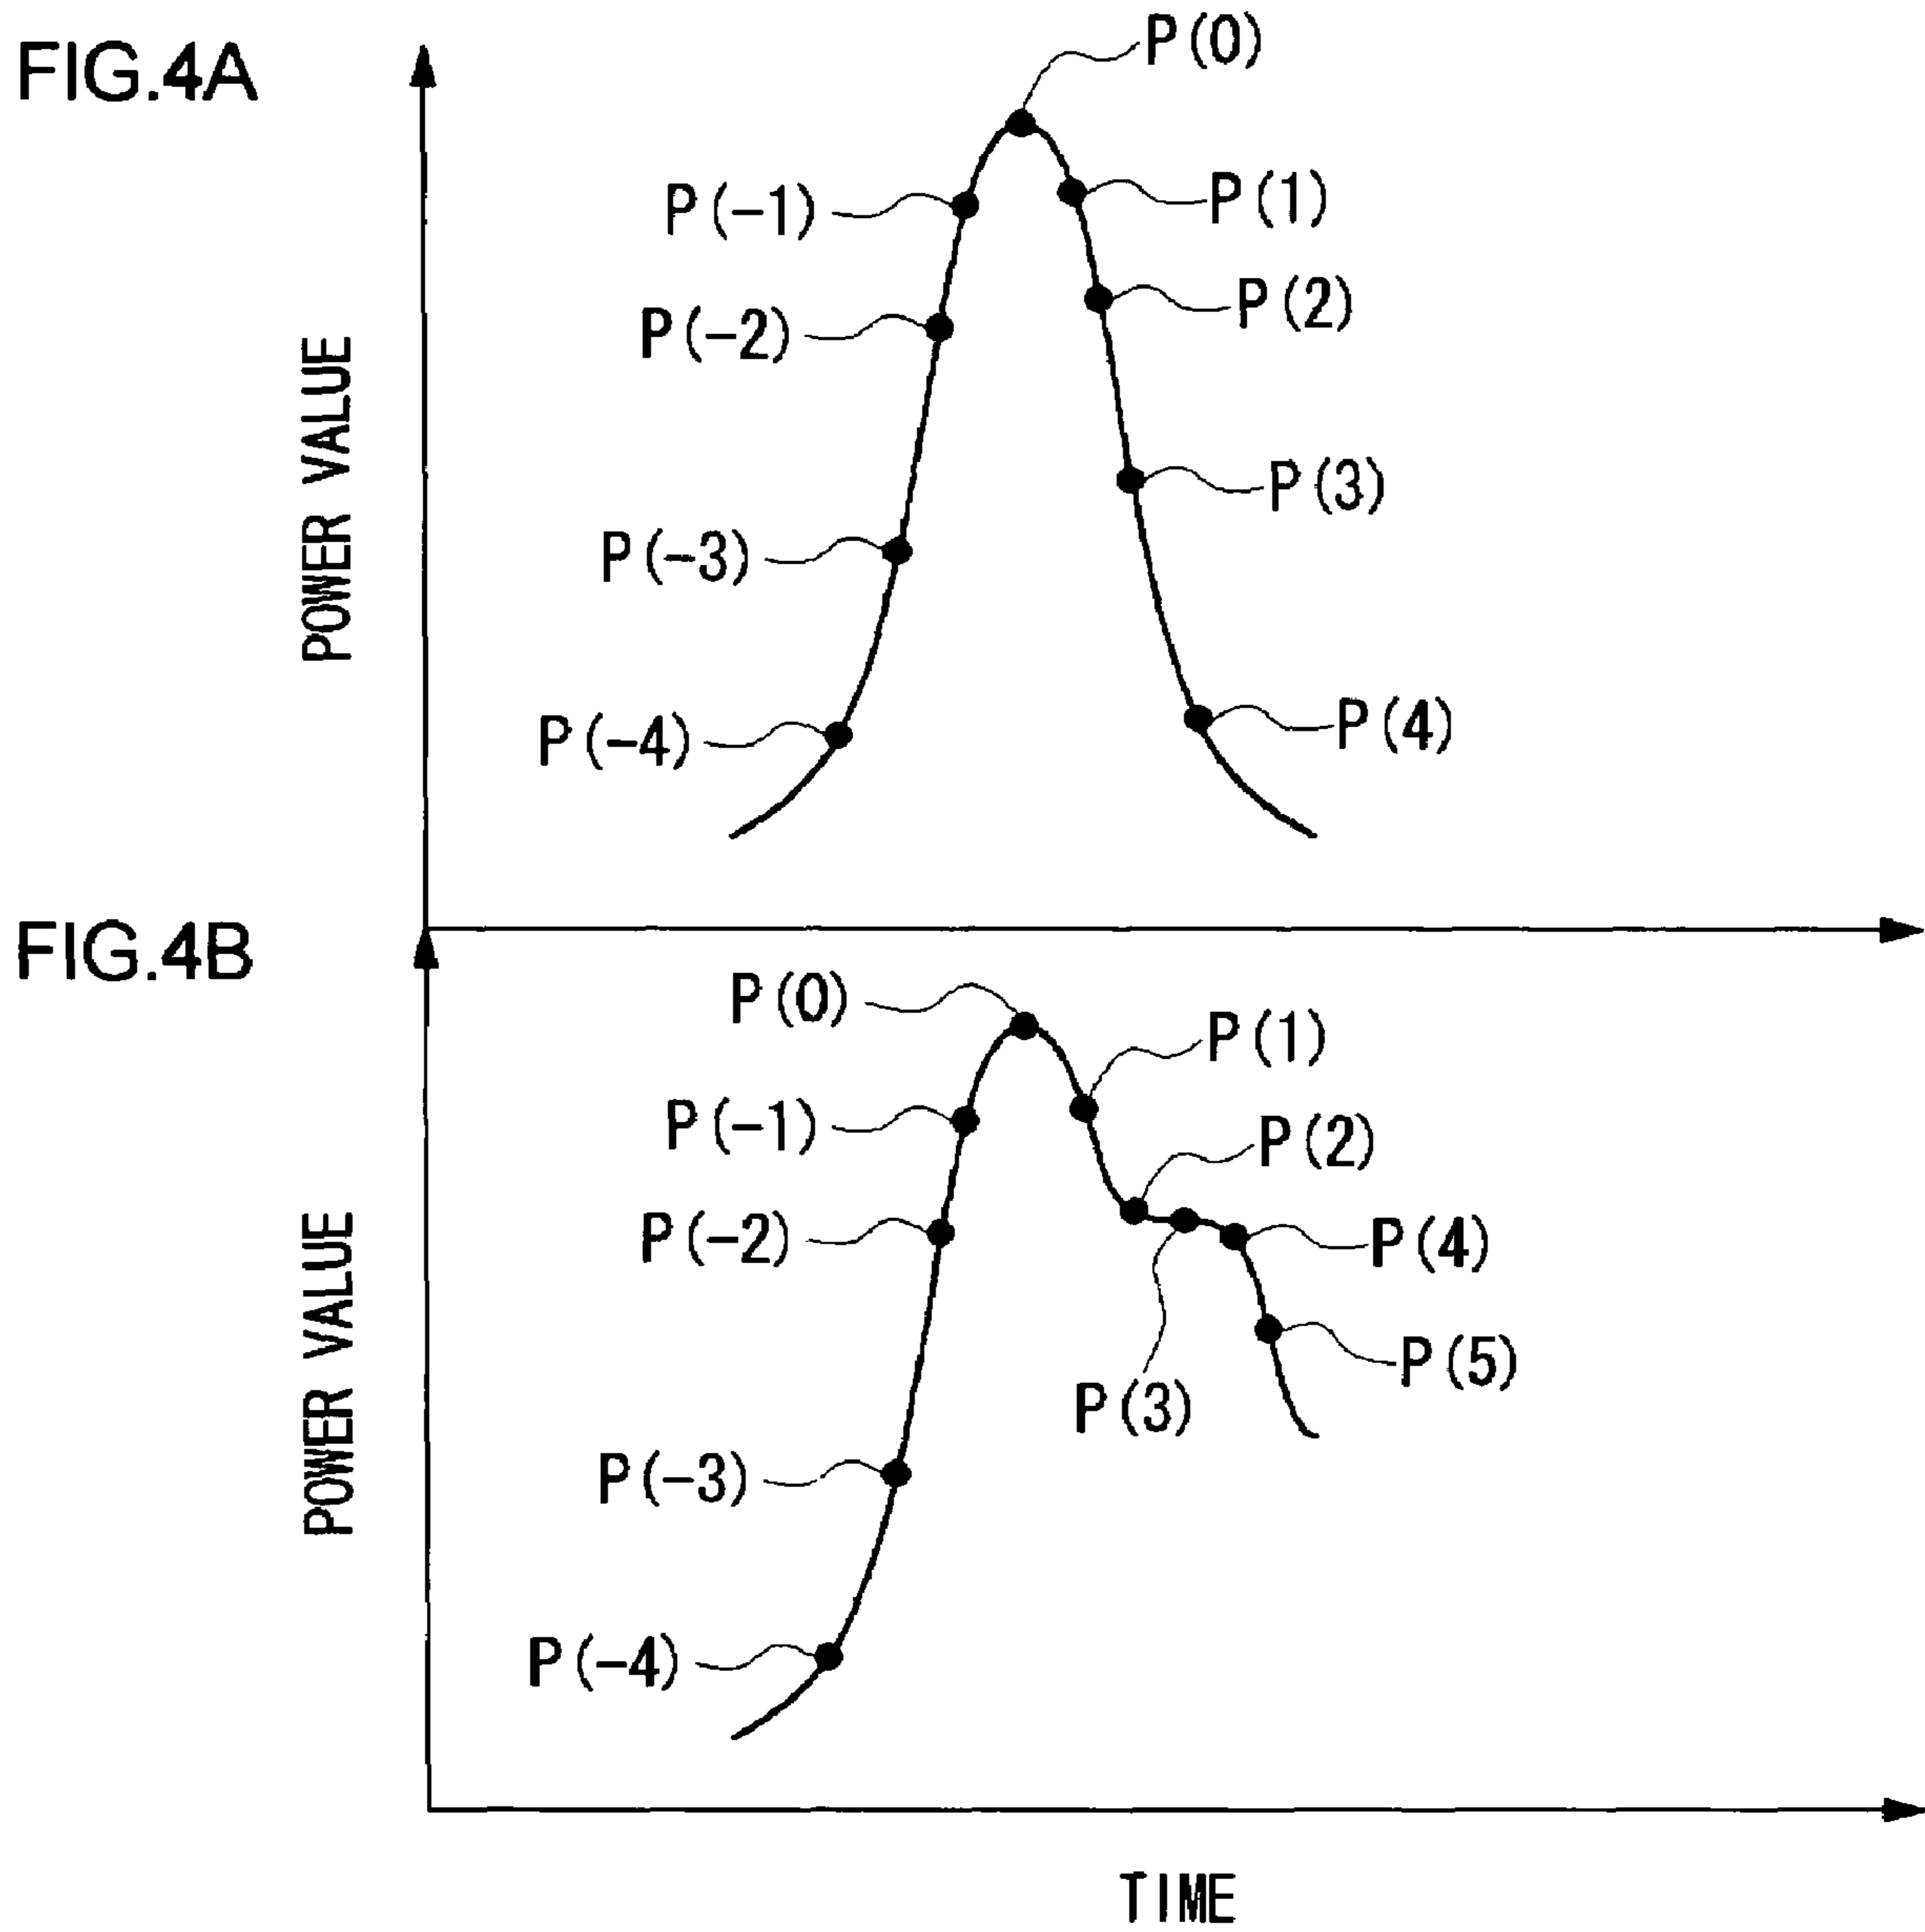 FIG.4A
P(0)
P(-1)
P(1)
P(-2)
P(2)
POWER VALUE
P(3)
P(-3)
P(-4)
P(4)
FIG.4B
P(0)
P(1)
P(-1)
P(2)
P(-2)
P(4)
POWER VALUE
P(5)
P(3)
P(-3)
P(-4)
TIME